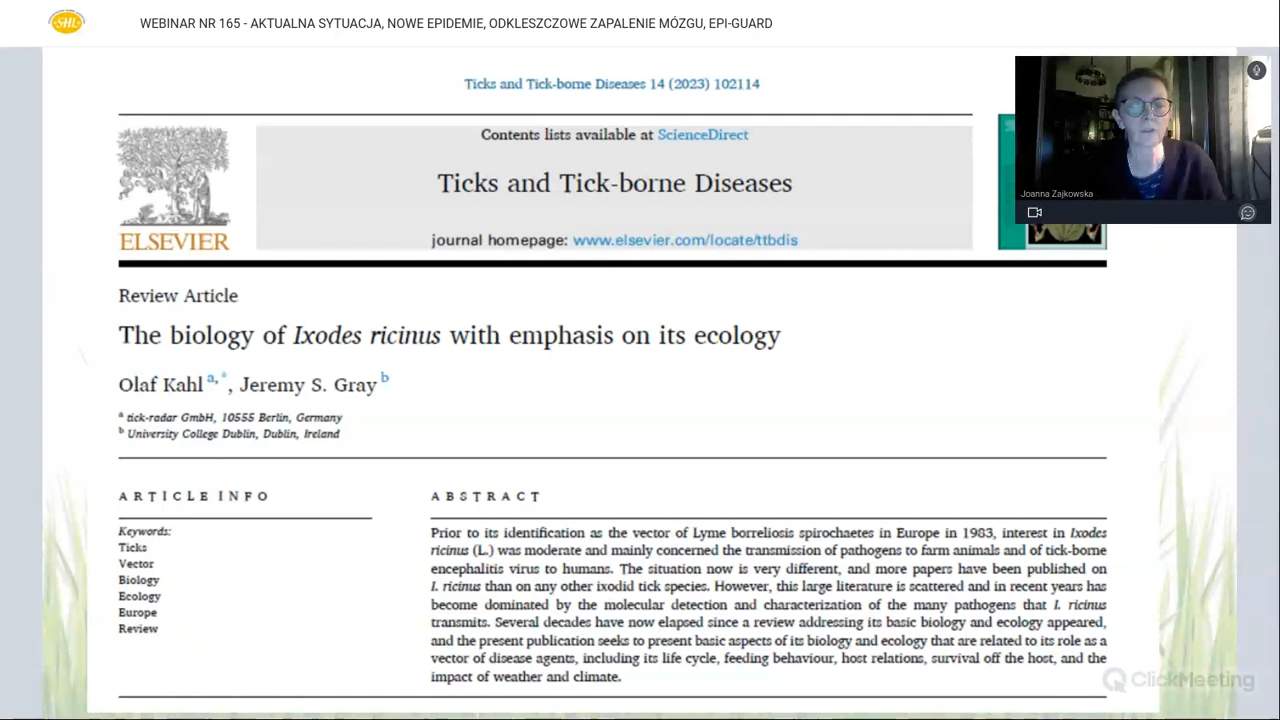 SHL
WEBINAR NR 165 - AKTUALNA SYTUACJA, NOWE EPIDEMIE, ODKLESZCZOWE ZAPALENIE MÓZGU, EPI-GUARD
Ticks and Tick-borne Diseases 14 (2023) 102114
Contents lists available at ScienceDirect
Ticks and Tick-borne Diseases
journal homepage: www.elsevier.com/locate/ttbdis
ELSEVIER
Joanna Zajkowska
Review Article
The biology of Ixodes ricinus with emphasis on its ecology
Olaf Kahl a,*, Jeremy S. Gray b
a tick-radar GmbH, 10555 Berlin, Germany
b University College Dublin, Dublin, Ireland
ARTICLE INFO
Keywords:
Ticks
Vector
Biology
Ecology
Europe
Review
ABSTRACT
Prior to its identification as the vector of Lyme borreliosis spirochaetes in Europe in 1983, interest in Ixodes
ricinus (L.) was moderate and mainly concerned the transmission of pathogens to farm animals and of tick-borne
encephalitis virus to humans. The situation now is very different, and more papers have been published on
I. ricinus than on any other ixodid tick species. However, this large literature is scattered and in recent years has
become dominated by the molecular detection and characterization of the many pathogens that I. ricinus
transmits. Several decades have now elapsed since a review addressing its basic biology and ecology appeared,
and the present publication seeks to present basic aspects of its biology and ecology that are related to its role as a
vector of disease agents, including its life cycle, feeding behaviour, host relations, survival off the host, and the
impact of weather and climate.
ClickMeeting